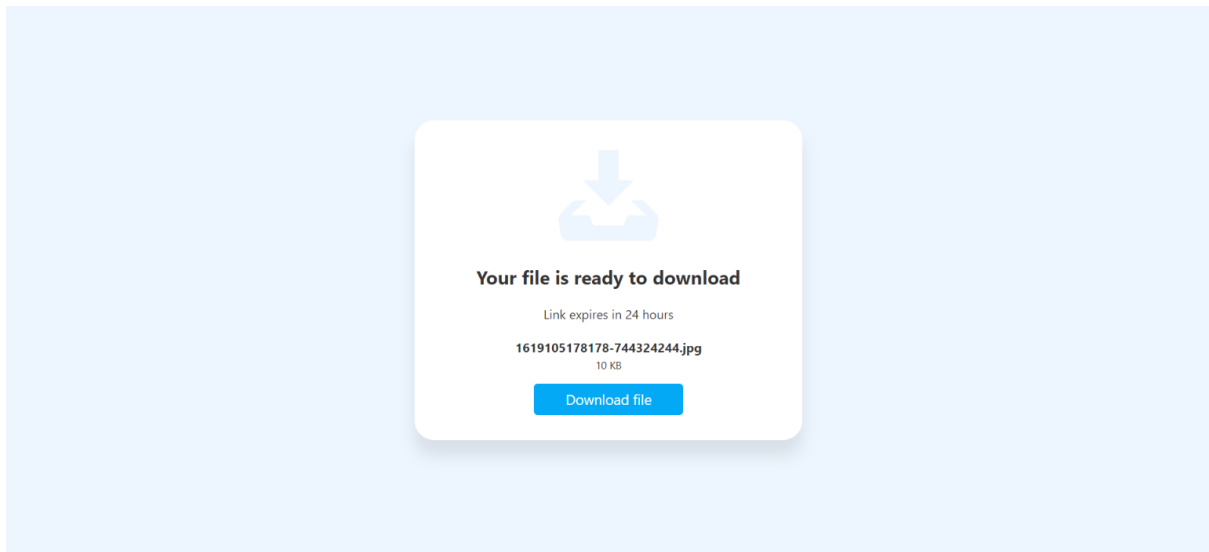 Your file is ready to download
Link expires in 24 hours
1619105178178-744324244.jpg
10 KB
Download file